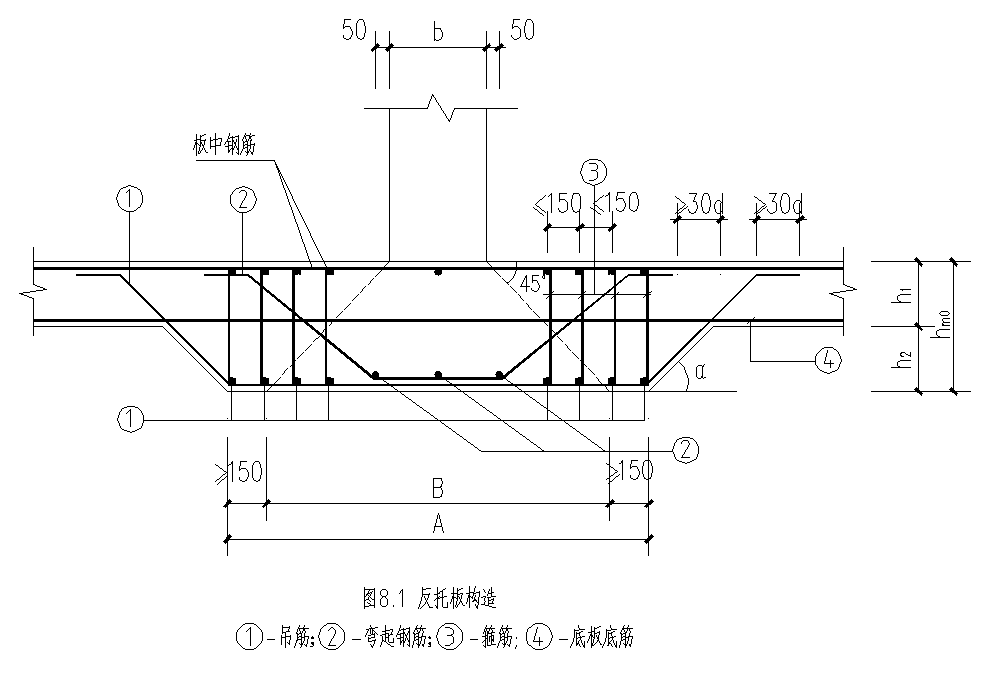 50 b 50
板中钢筋
③
① ② ≤150 ≤150 ≥30d ≥30d
45°
h1
hm0
④
h2
α
①
②
≥150 B ≥150
A
图8.1 反托板构造
①-吊筋;②-弯起钢筋;③-箍筋;④-底板底筋